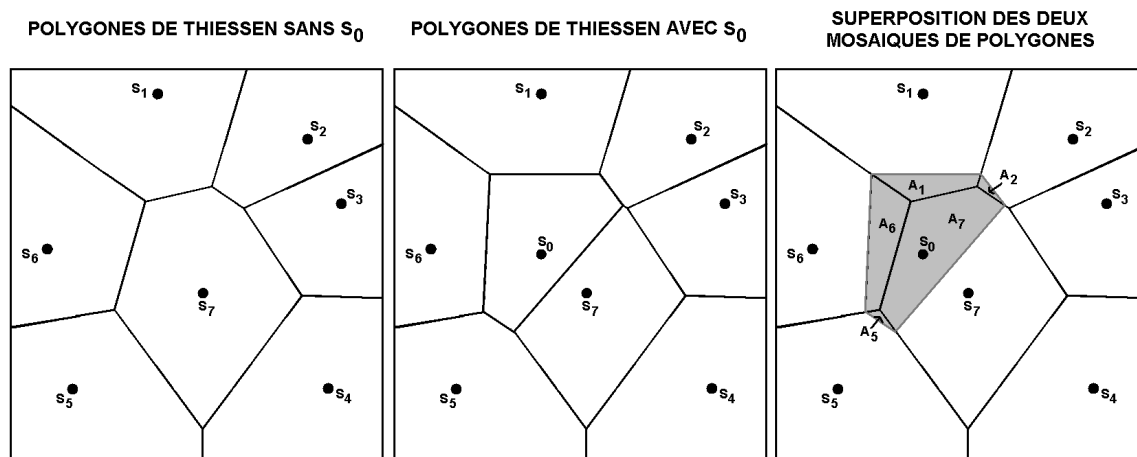 POLYGONES DE THIESSEN SANS S0
POLYGONES DE THIESSEN AVEC S0
SUPERPOSITION DES DEUX
MOSAIQUES DE POLYGONES
S1
S2
S3
S6
S7
S5
S4
S1
S2
S3
S6
S0
S7
S5
S4
S1
S2
A2
A1
S3
A6
A7
S6
S0
S7
A5
S5
S4